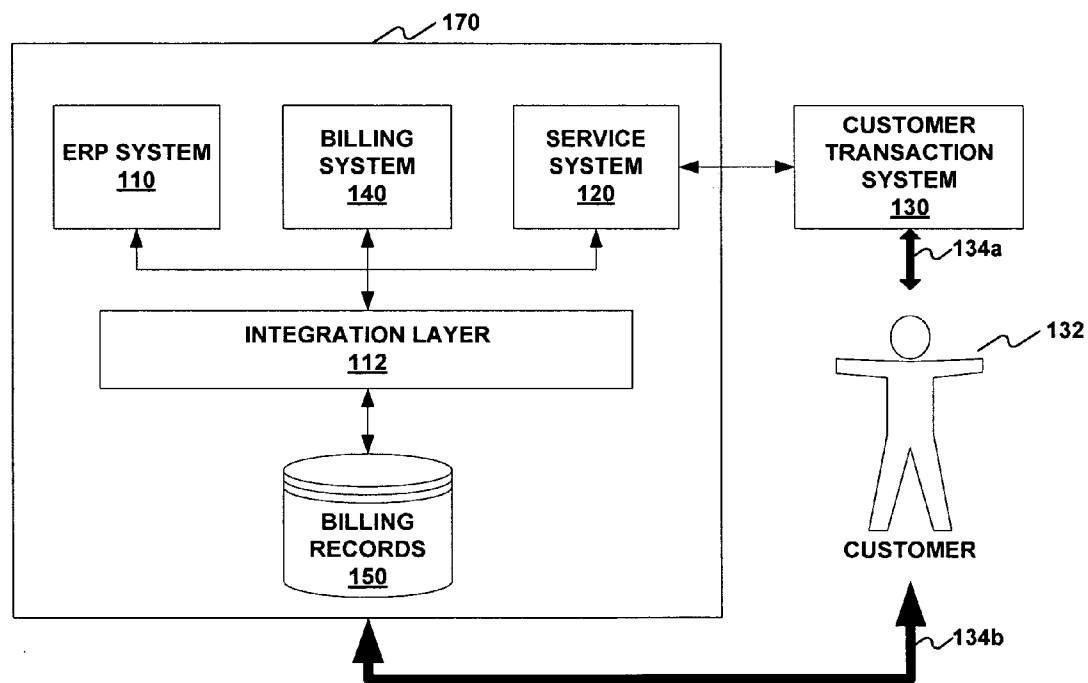 170
ERP SYSTEM
110
BILLING
SYSTEM
140
SERVICE
SYSTEM
120
CUSTOMER
TRANSACTION
SYSTEM
130
134a
INTEGRATION LAYER
112
132
BILLING
RECORDS
150
CUSTOMER
134b